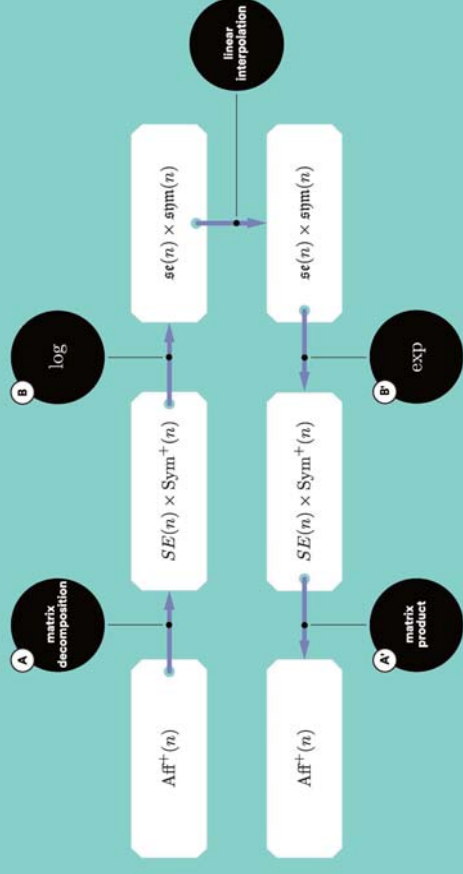 A
matrix
decomposition
B
log
linear
interpolation
Aff⁺(n)
SE(n) × Sym⁺(n)
𝔰𝔢(n) × 𝔰𝔶𝔪(n)
Aff⁺(n)
SE(n) × Sym⁺(n)
𝔰𝔢(n) × 𝔰𝔶𝔪(n)
A'
matrix
product
B'
exp